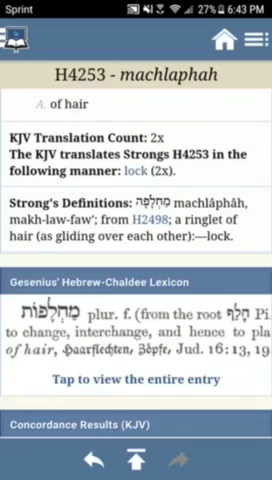 Sprint 27% 6:43 PM
H4253 - machlaphah
A. of hair
KJV Translation Count: 2x
The KJV translates Strongs H4253 in the
following manner: lock (2x).
Strong's Definitions: מַחְלָפָה machlâphâh,
makh-law-faw'; from H2498; a ringlet of
hair (as gliding over each other):—lock.
Gesenius' Hebrew-Chaldee Lexicon
מַחְלְפוֹת plur. f. (from the root חָלַף Pi.
to change, interchange, and hence to pla
of hair, Haarflechten, Zöpfe, Jud. 16:13, 19
Tap to view the entire entry
Concordance Results (KJV)